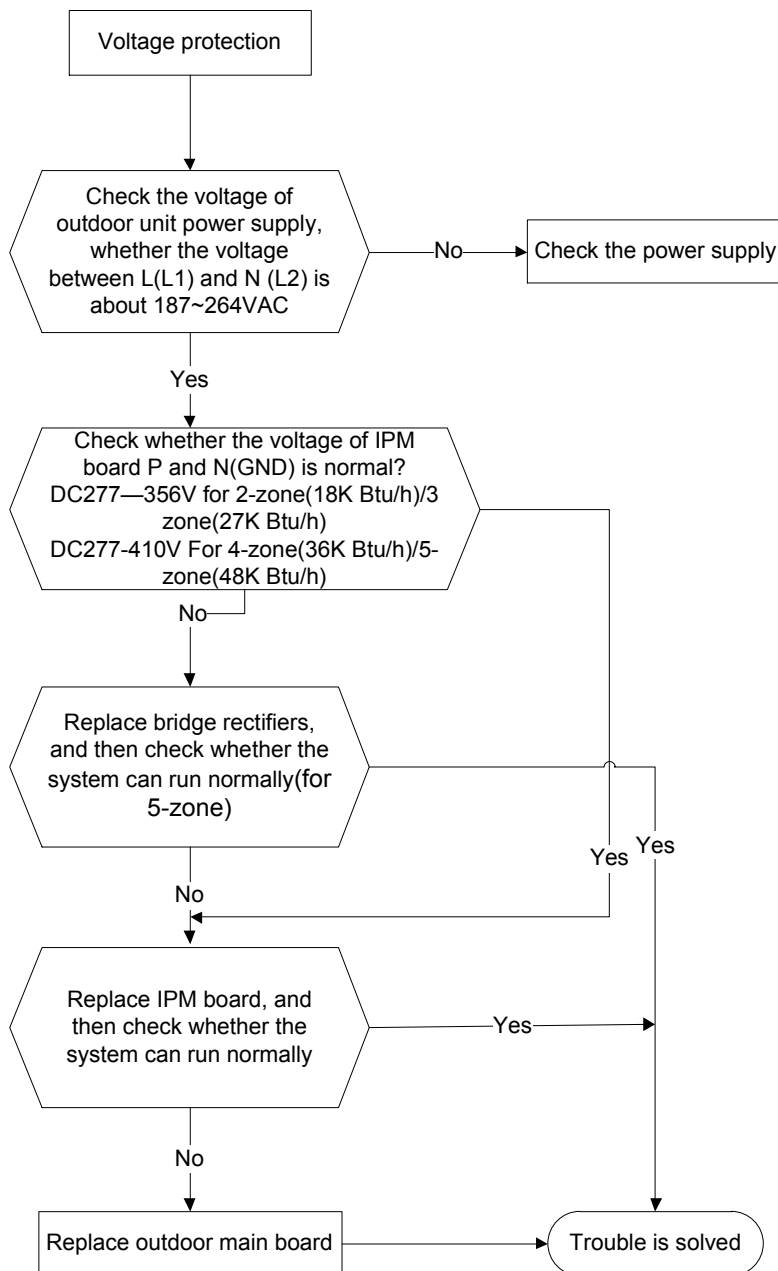 Voltage protection
Check the voltage of
outdoor unit power supply,
whether the voltage
between L(L1) and N (L2) is
about 187~264VAC
No
Check the power supply
Yes
Check whether the voltage of IPM
board P and N(GND) is normal?
DC277—356V for 2-zone(18K Btu/h)/3
zone(27K Btu/h)
DC277-410V For 4-zone(36K Btu/h)/5-
zone(48K Btu/h)
No
Replace bridge rectifiers,
and then check whether the
system can run normally(for
5-zone)
Yes
Yes
No
Replace IPM board, and
then check whether the
system can run normally
Yes
No
Replace outdoor main board
Trouble is solved